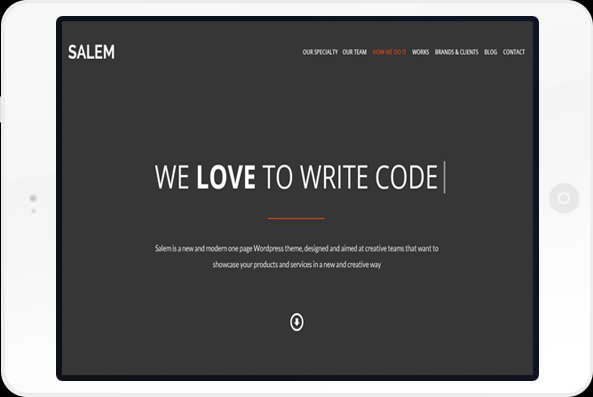 SALEM
OUR SPECIALTY OUR TEAM HOW WE DO IT WORKS BRANDS & CLIENTS BLOG CONTACT
WE LOVE TO WRITE CODE
Salem is a new and modern one page Wordpress theme, designed and aimed at creative teams that want to
showcase your products and services in a new and creative way